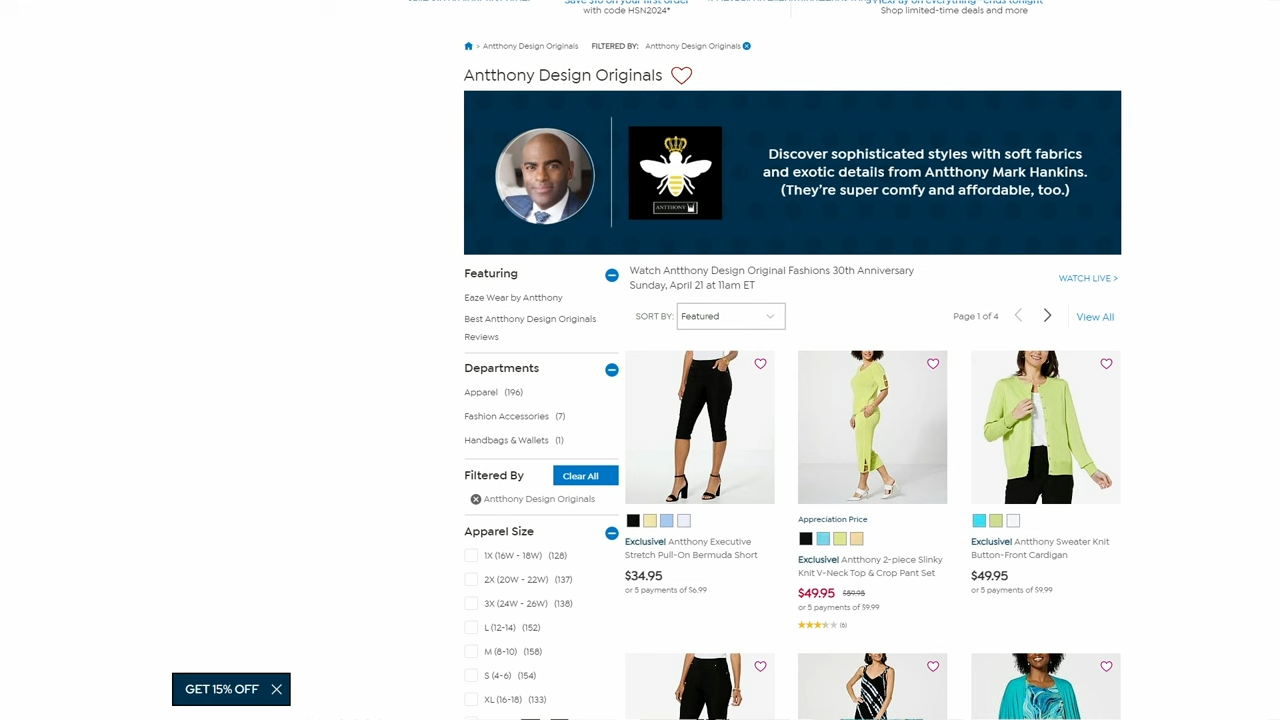 with code HSN2024*
Shop limited-time deals and more
> Antthony Design Originals FILTERED BY: Antthony Design Originals
Antthony Design Originals
ANTTHONY
Discover sophisticated styles with soft fabrics
and exotic details from Antthony Mark Hankins.
(They're super comfy and affordable, too.)
Featuring
Eaze Wear by Antthony
Best Antthony Design Originals
Reviews
Departments
Apparel (196)
Fashion Accessories (7)
Handbags & Wallets (1)
Filtered By Clear All
Antthony Design Originals
Apparel Size
1X (16W - 18W) (128)
2X (20W - 22W) (137)
3X (24W - 26W) (138)
L (12-14) (152)
M (8-10) (158)
S (4-6) (154)
XL (16-18) (133)
Watch Antthony Design Original Fashions 30th Anniversary
Sunday, April 21 at 11am ET
WATCH LIVE >
SORT BY: Featured
Page 1 of 4
View All
Exclusive! Antthony Executive
Stretch Pull-On Bermuda Short
$34.95
or 5 payments of $6.99
Appreciation Price
Exclusive! Antthony 2-piece Slinky
Knit V-Neck Top & Crop Pant Set
$49.95 $59.95
or 5 payments of $9.99
(6)
Exclusive! Antthony Sweater Knit
Button-Front Cardigan
$49.95
or 5 payments of $9.99
GET 15% OFF